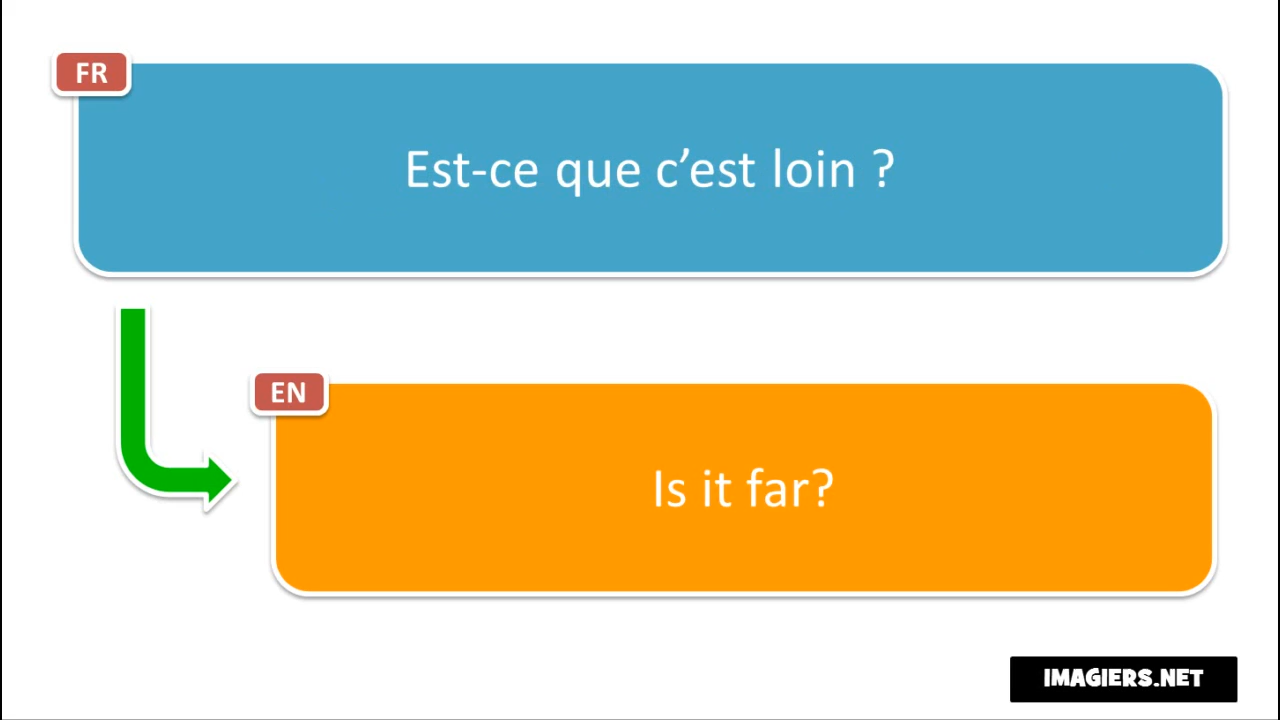 FR
Est-ce que c’est loin ?
EN
Is it far?
IMAGIERS.NET